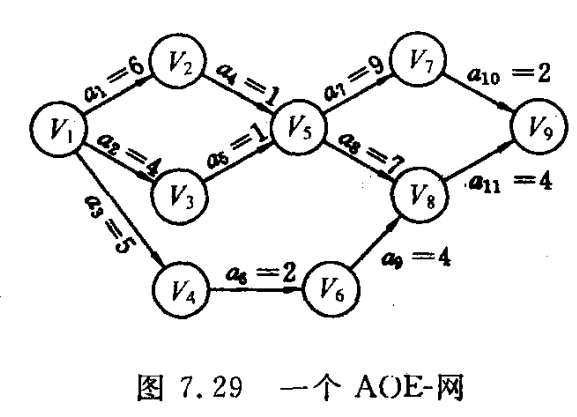 V₂
V₇
a₁=6
a₄=1
a₇=9
a₁₀=2
V₁
V₅
V₉
a₂=4
a₅=1
a₈=7
V₃
V₈
a₁₁=4
a₃=5
a₉=4
V₄
a₆=2
V₆
图 7.29 一个 AOE-网